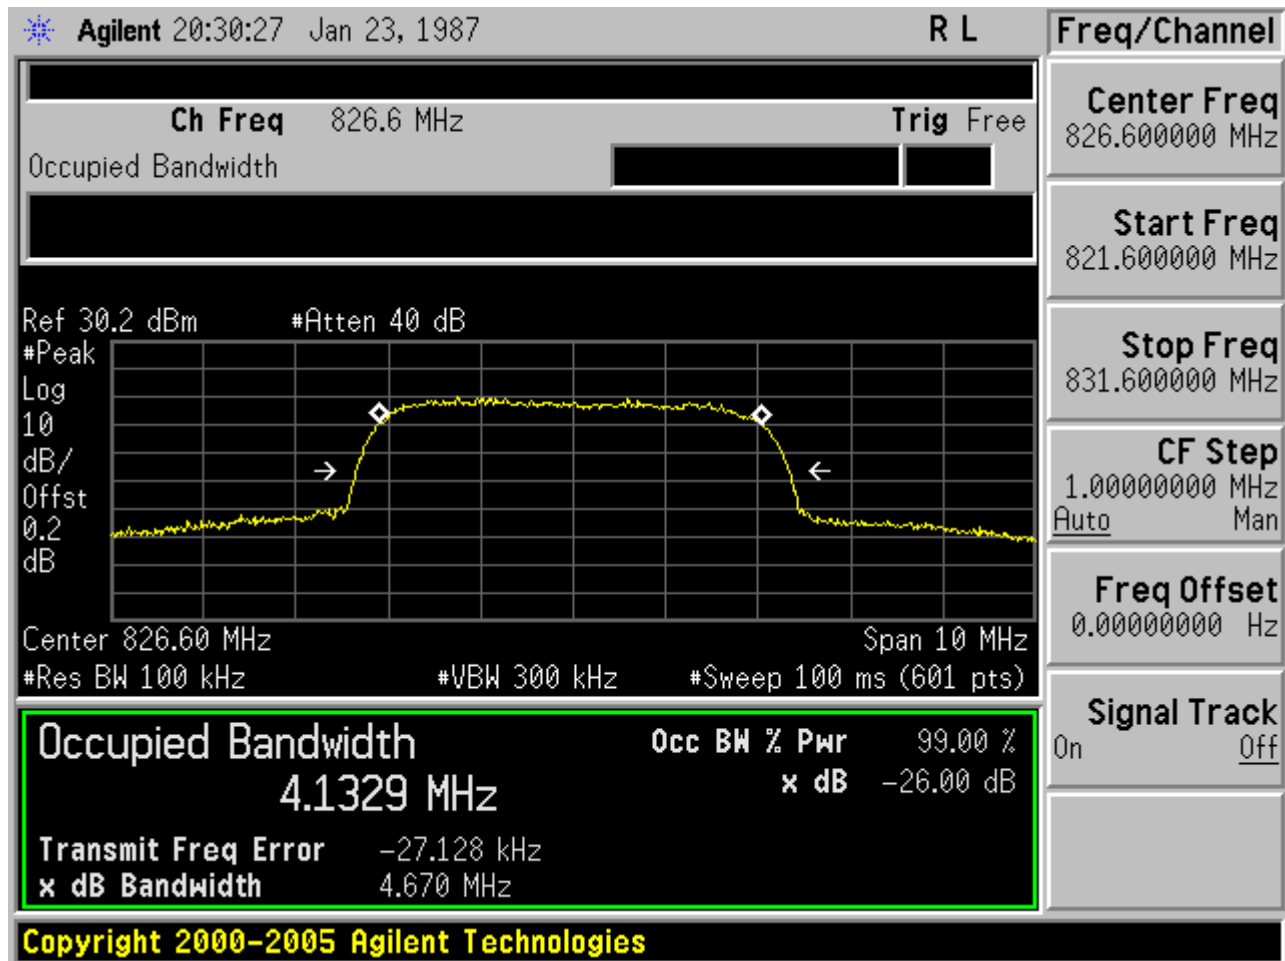 Agilent 20:30:27 Jan 23, 1987 R L
Ch Freq 826.6 MHz Trig Free
Occupied Bandwidth
Ref 30.2 dBm #Atten 40 dB
#Peak
Log
10
dB/
Offst
0.2
dB
Center 826.60 MHz Span 10 MHz
#Res BW 100 kHz #VBW 300 kHz #Sweep 100 ms (601 pts)
Occupied Bandwidth
4.1329 MHz
Occ BW % Pwr 99.00 %
x dB -26.00 dB
Transmit Freq Error -27.128 kHz
x dB Bandwidth 4.670 MHz
Copyright 2000-2005 Agilent Technologies
Freq/Channel
Center Freq
826.600000 MHz
Start Freq
821.600000 MHz
Stop Freq
831.600000 MHz
CF Step
1.00000000 MHz
Auto Man
Freq Offset
0.00000000 Hz
Signal Track
On Off